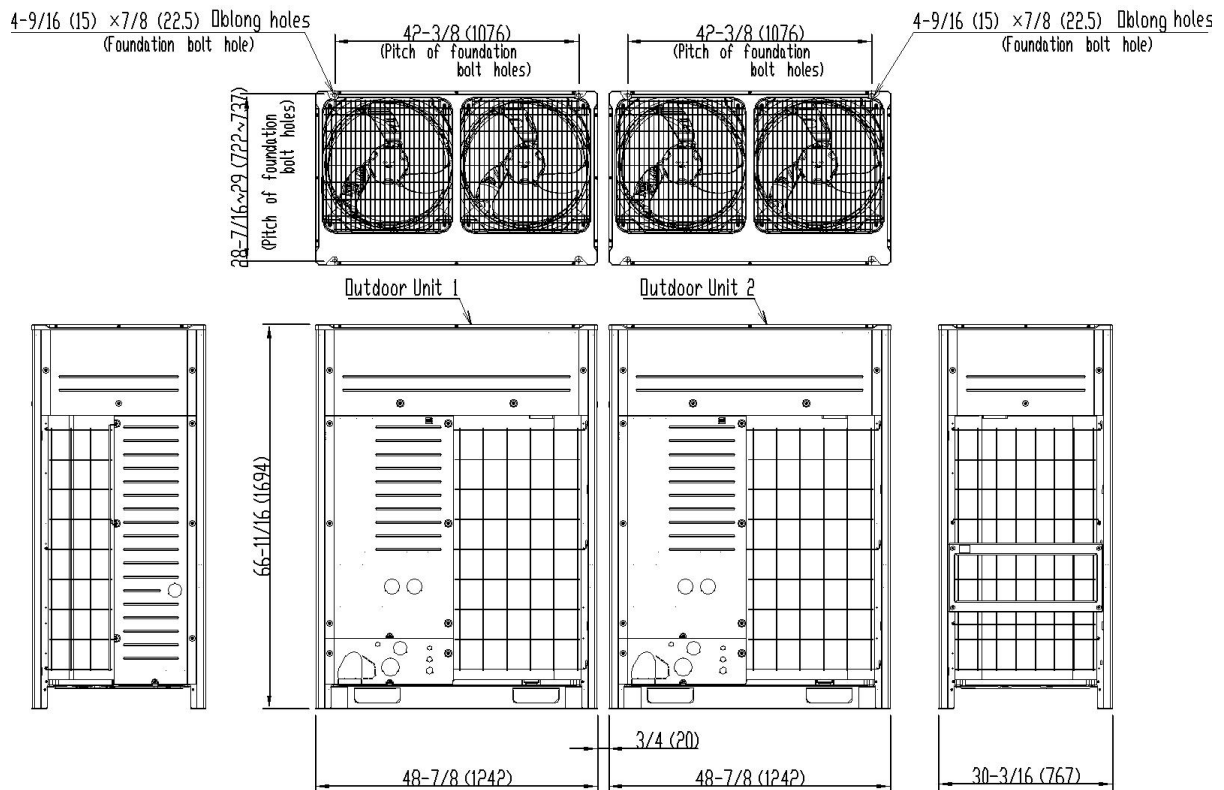 4-9/16 (15) ×7/8 (22.5) Oblong holes
(Foundation bolt hole)
42-3/8 (1076)
(Pitch of foundation
bolt holes)
42-3/8 (1076)
(Pitch of foundation
bolt holes)
4-9/16 (15) ×7/8 (22.5) Oblong holes
(Foundation bolt hole)
28-7/16~29 (722~737)
(Pitch of foundation
bolt holes)
Outdoor Unit 1
Outdoor Unit 2
66-11/16 (1694)
3/4 (20)
48-7/8 (1242)
48-7/8 (1242)
30-3/16 (767)